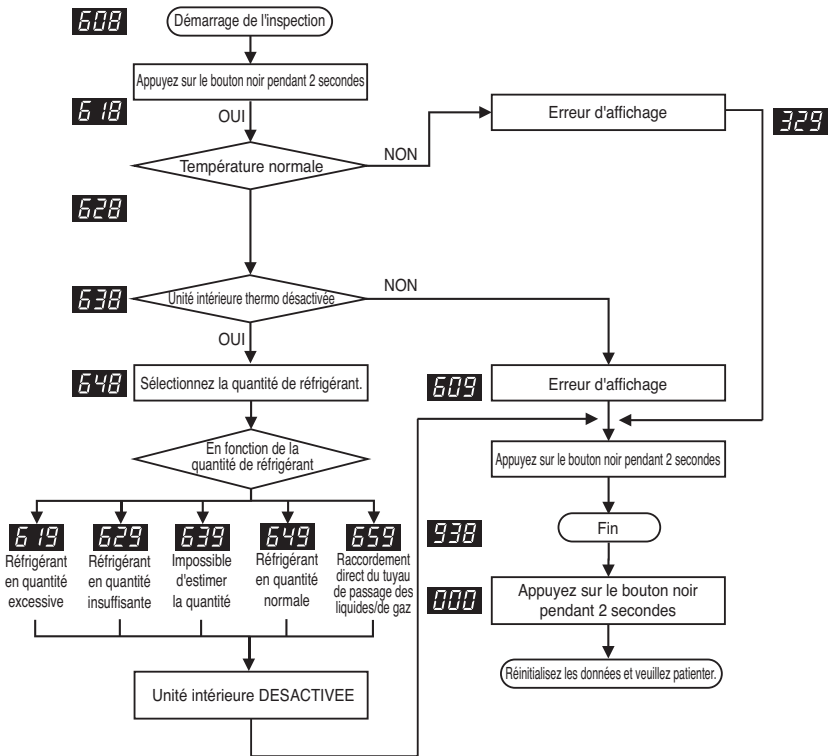 608
Démarrage de l'inspection
Appuyez sur le bouton noir pendant 2 secondes
618
OUI
Erreur d'affichage
329
NON
Température normale
628
638
Unité intérieure thermo désactivée
NON
OUI
648
Sélectionnez la quantité de réfrigérant.
609
Erreur d'affichage
En fonction de la
quantité de réfrigérant
Appuyez sur le bouton noir pendant 2 secondes
619
629
639
649
659
Réfrigérant
en quantité
excessive
Réfrigérant
en quantité
insuffisante
Impossible
d'estimer
la quantité
Réfrigérant
en quantité
normale
Raccordement
direct du tuyau
de passage des
liquides/de gaz
938
Fin
000
Appuyez sur le bouton noir
pendant 2 secondes
Unité intérieure DESACTIVEE
Réinitialisez les données et veuillez patienter.